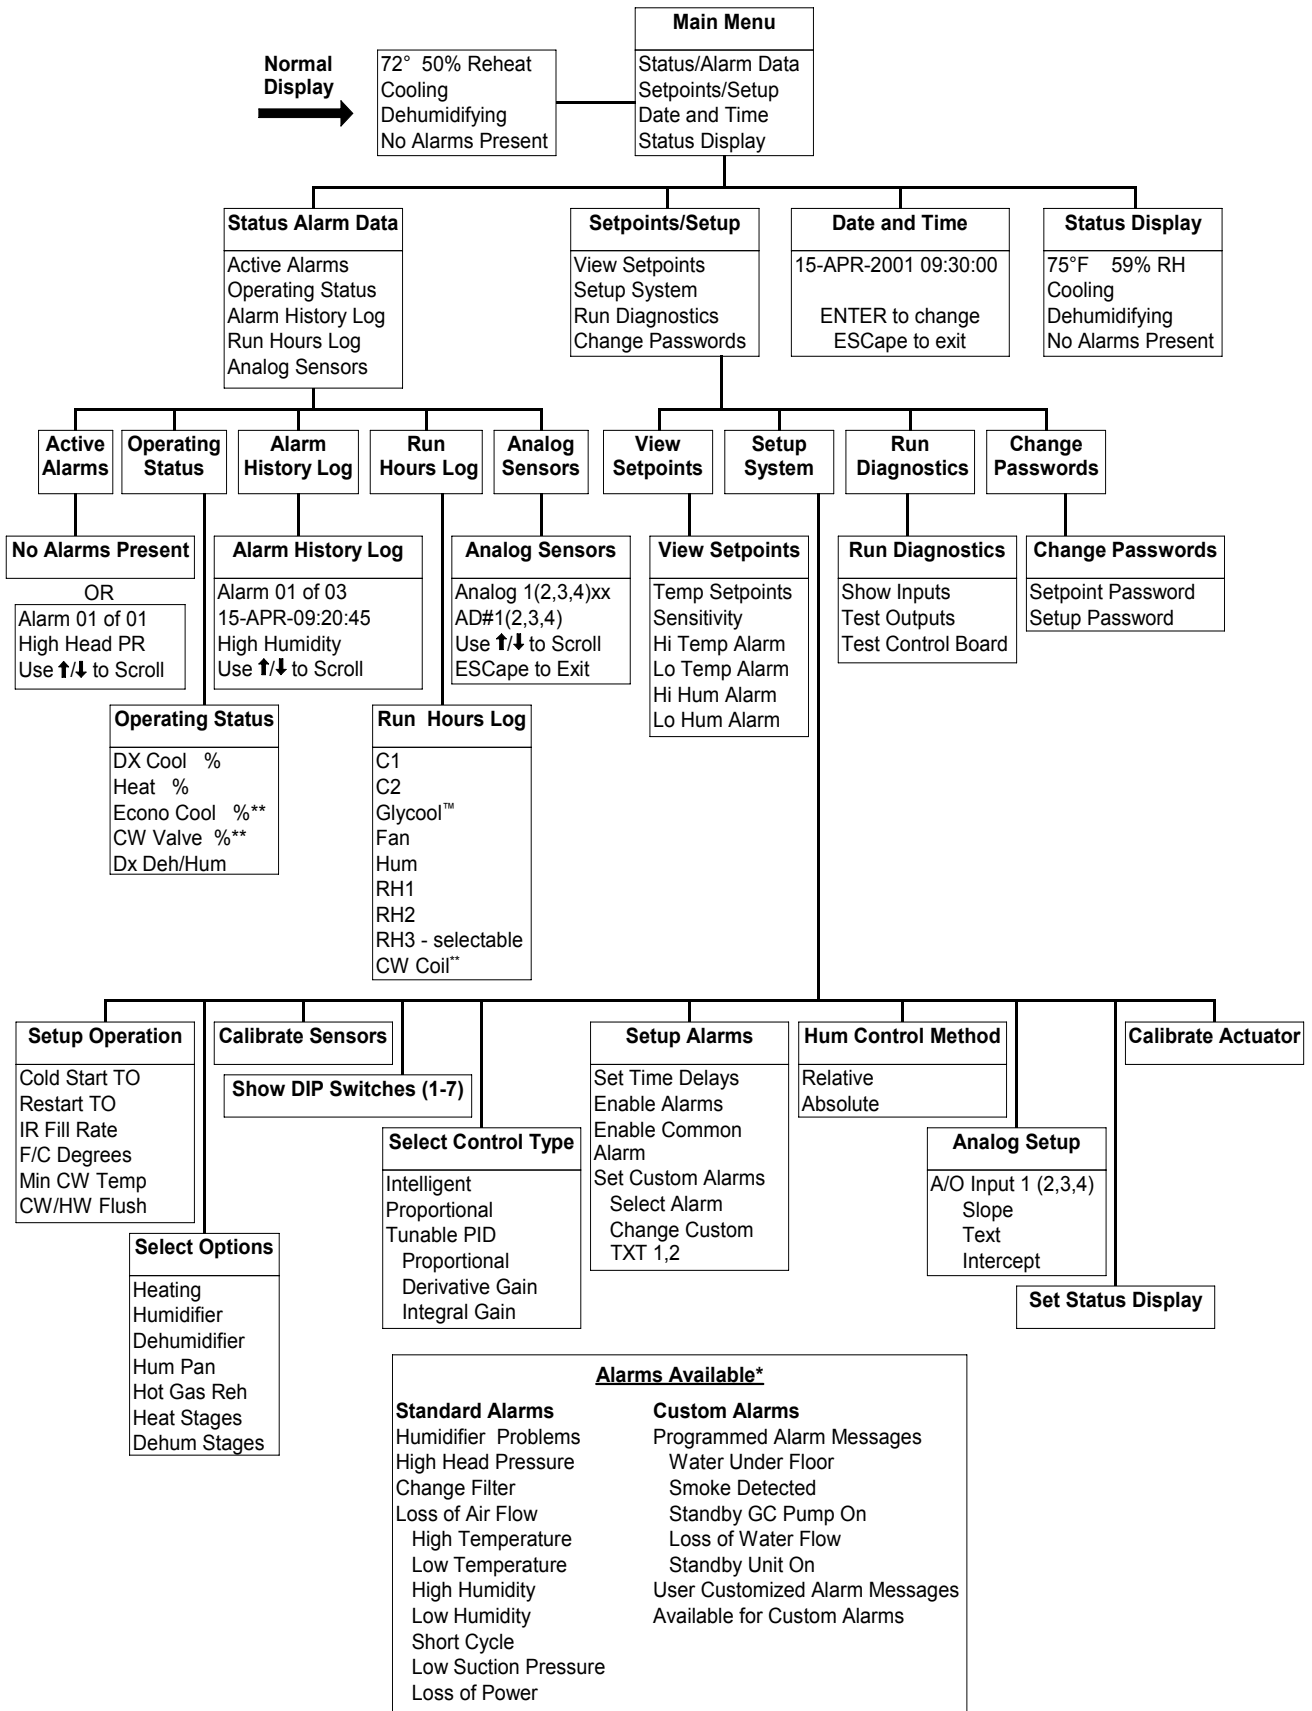 Main Menu
Status/Alarm Data
Setpoints/Setup
Date and Time
Status Display
Normal
Display
72°  50% Reheat
Cooling
Dehumidifying
No Alarms Present
Status Alarm Data
Active Alarms
Operating Status
Alarm History Log
Run Hours Log
Analog Sensors
Setpoints/Setup
View Setpoints
Setup System
Run Diagnostics
Change Passwords
Date and Time
15-APR-2001 09:30:00
ENTER to change
ESCape to exit
Status Display
75°F    59% RH
Cooling
Dehumidifying
No Alarms Present
Active
Alarms
Operating
Status
Alarm
History Log
Run
Hours Log
Analog
Sensors
View
Setpoints
Setup
System
Run
Diagnostics
Change
Passwords
No Alarms Present
OR
Alarm 01 of 01
High Head PR
Use ⬆/⬇ to Scroll
Alarm History Log
Alarm 01 of 03
15-APR-09:20:45
High Humidity
Use ⬆/⬇ to Scroll
Analog Sensors
Analog 1(2,3,4)xx
AD#1(2,3,4)
Use ⬆/⬇ to Scroll
ESCape to Exit
View Setpoints
Temp Setpoints
Sensitivity
Hi Temp Alarm
Lo Temp Alarm
Hi Hum Alarm
Lo Hum Alarm
Run Diagnostics
Show Inputs
Test Outputs
Test Control Board
Change Passwords
Setpoint Password
Setup Password
Operating Status
DX Cool   %
Heat   %
Econo Cool   %**
CW Valve  %**
Dx Deh/Hum
Run  Hours Log
C1
C2
Glycool™
Fan
Hum
RH1
RH2
RH3 - selectable
CW Coil**
Setup Operation
Cold Start TO
Restart TO
IR Fill Rate
F/C Degrees
Min CW Temp
CW/HW Flush
Select Options
Heating
Humidifier
Dehumidifier
Hum Pan
Hot Gas Reh
Heat Stages
Dehum Stages
Calibrate Sensors
Show DIP Switches (1-7)
Select Control Type
Intelligent
Proportional
Tunable PID
Proportional
Derivative Gain
Integral Gain
Setup Alarms
Set Time Delays
Enable Alarms
Enable Common
Alarm
Set Custom Alarms
Select Alarm
Change Custom
TXT 1,2
Hum Control Method
Relative
Absolute
Analog Setup
A/O Input 1 (2,3,4)
Slope
Text
Intercept
Set Status Display
Calibrate Actuator
Alarms Available*
Standard Alarms
Humidifier  Problems
High Head Pressure
Change Filter
Loss of Air Flow
High Temperature
Low Temperature
High Humidity
Low Humidity
Short Cycle
Low Suction Pressure
Loss of Power
Custom Alarms
Programmed Alarm Messages
Water Under Floor
Smoke Detected
Standby GC Pump On
Loss of Water Flow
Standby Unit On
User Customized Alarm Messages
Available for Custom Alarms